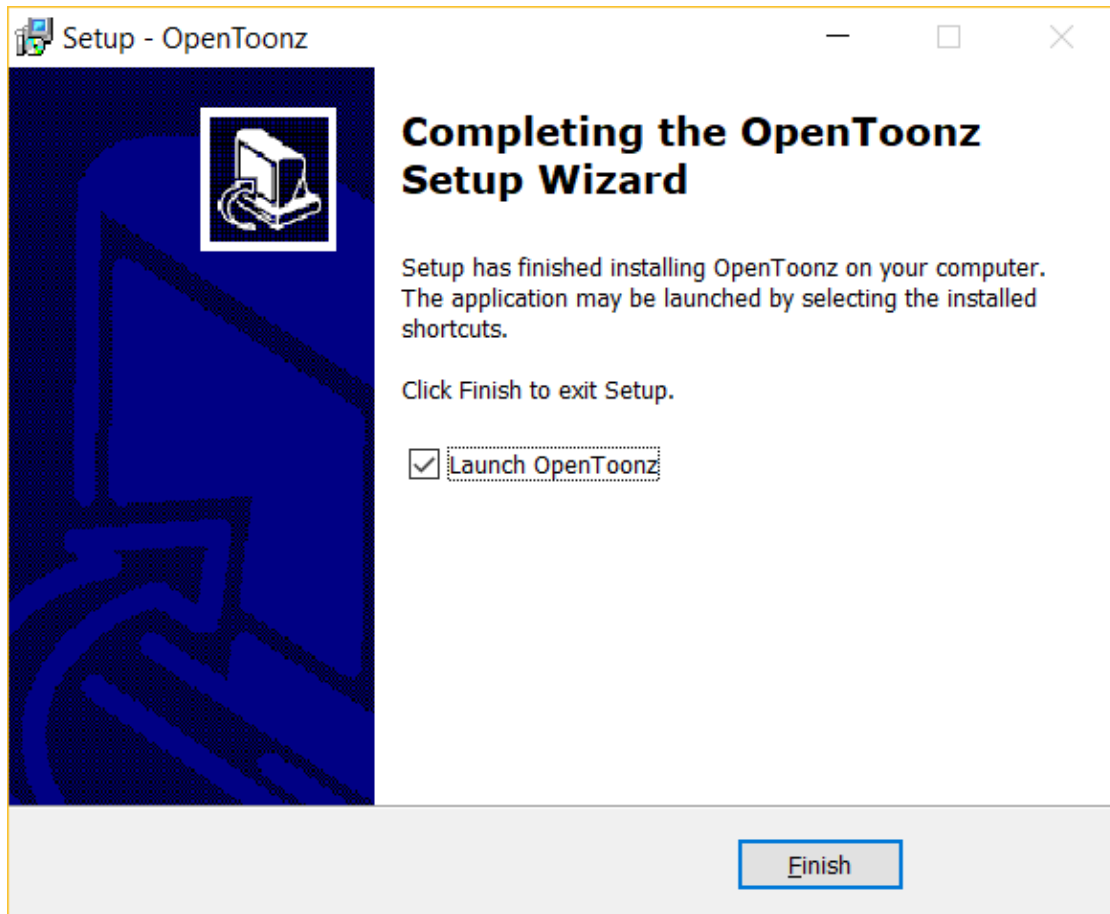 Setup - OpenToonz
Completing the OpenToonz
Setup Wizard
Setup has finished installing OpenToonz on your computer.
The application may be launched by selecting the installed
shortcuts.
Click Finish to exit Setup.
Launch OpenToonz
Finish